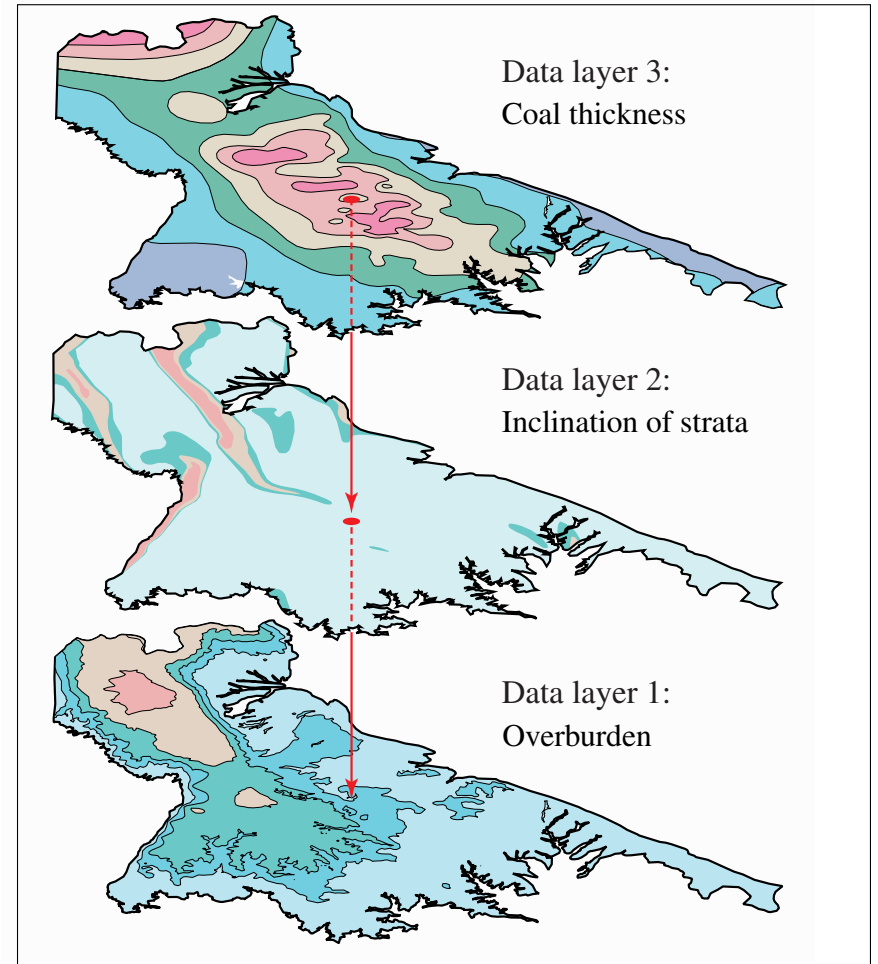 Data layer 3:
Coal thickness
Data layer 2:
Inclination of strata
Data layer 1:
Overburden